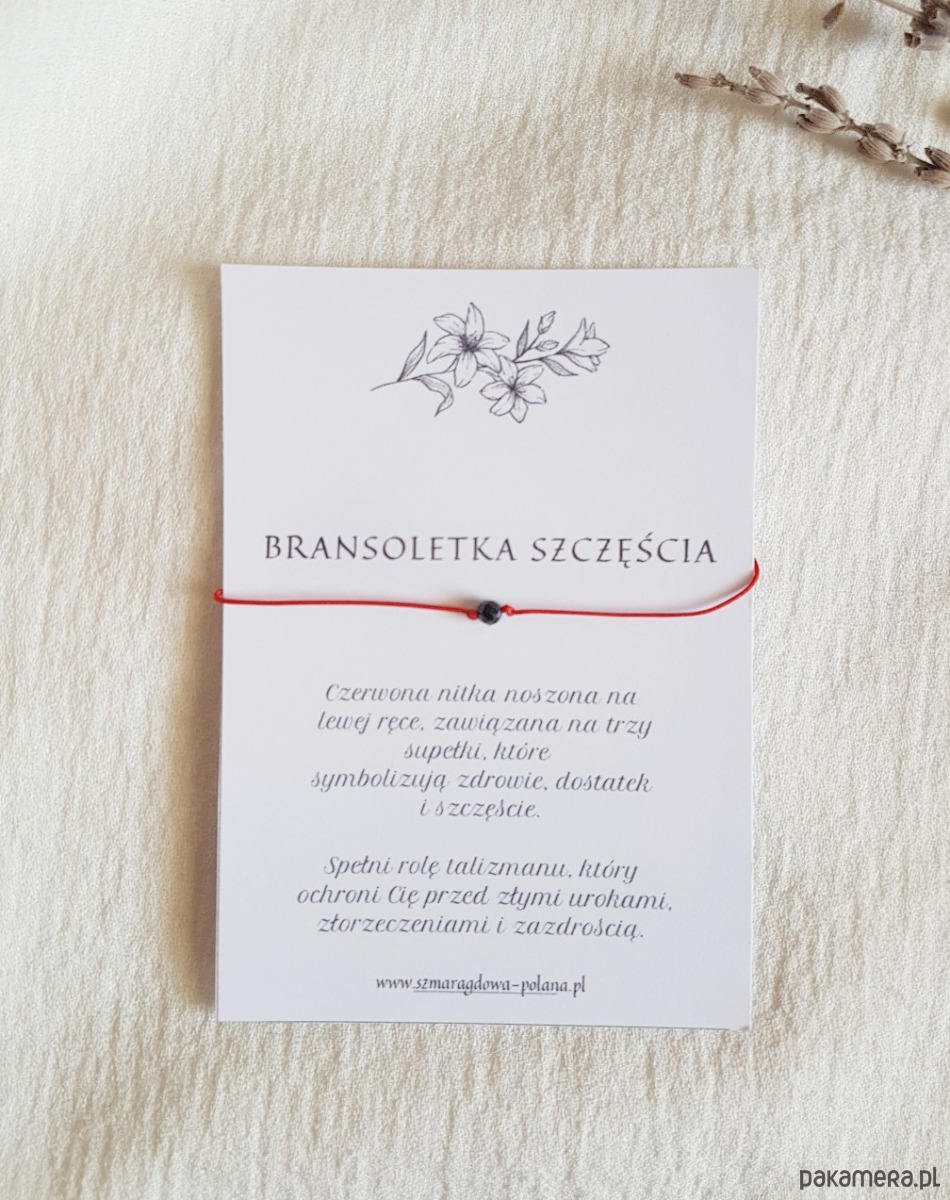 BRANSOLETKA SZCZĘŚCIA
Czerwona nitka noszona na
lewej ręce, zawiązana na trzy
supełki, które
symbolizują zdrowie, dostatek
i szczęście.
Spełni rolę talizmanu, który
ochroni Cię przed złymi urokami,
złorzeczeniami i zazdrością.
www.szmaragdowa-polana.pl
pakamera.pl